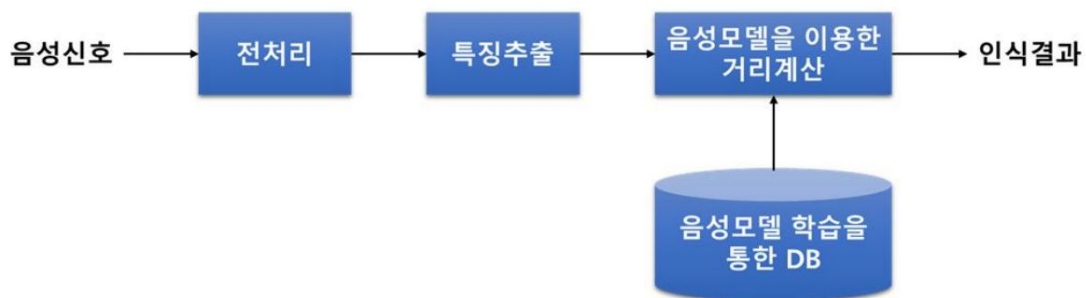 음성신호
전처리
특징추출
음성모델을 이용한
거리계산
인식결과
음성모델 학습을
통한 DB